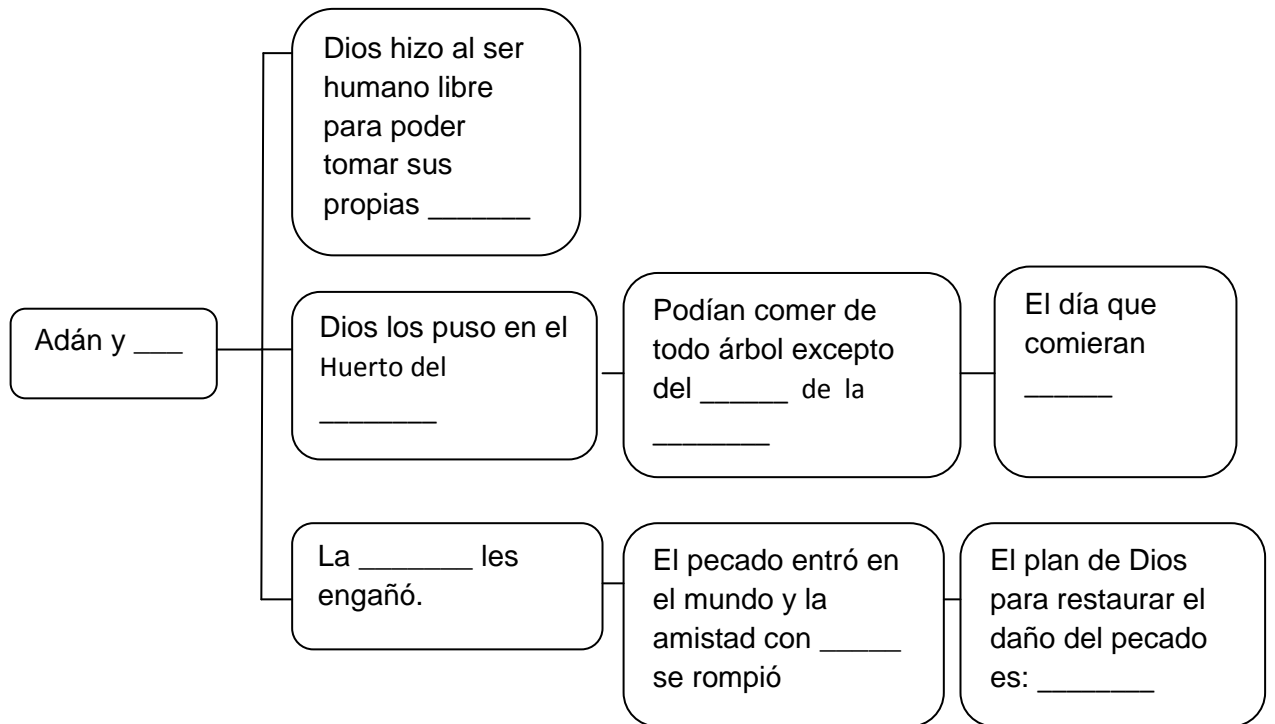 Dios hizo al ser
humano libre
para poder
tomar sus
propias _______
Adán y ___
Dios los puso en el
Huerto del
________
Podían comer de
todo árbol excepto
del ______ de la
________
El día que
comieran
______
La ________ les
engañó.
El pecado entró en
el mundo y la
amistad con ______
se rompió
El plan de Dios
para restaurar el
daño del pecado
es: ________